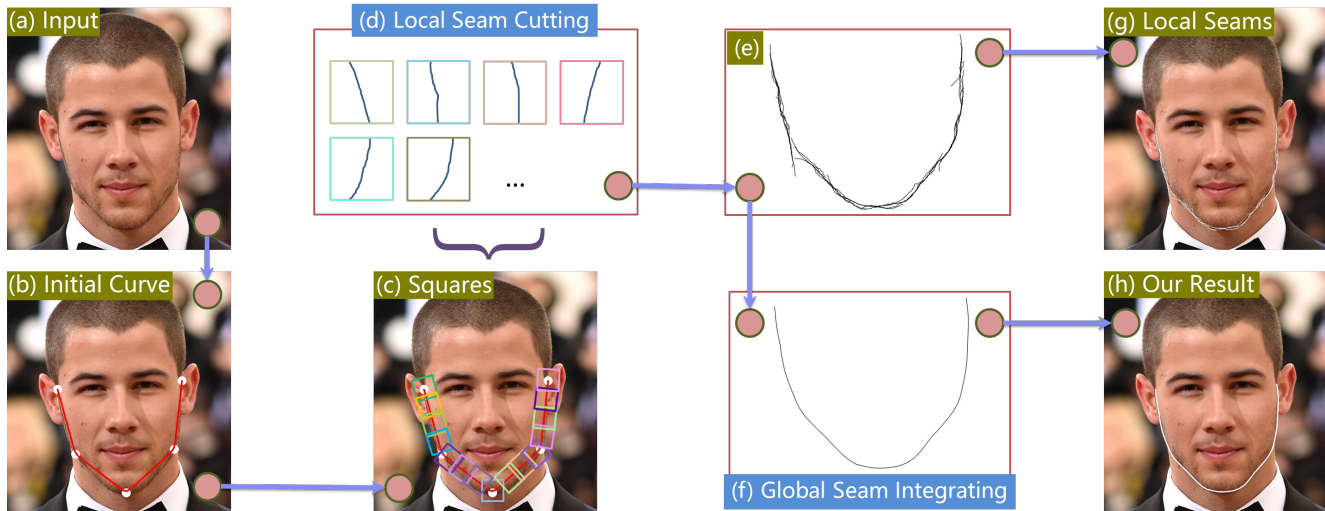 (a) Input
(d) Local Seam Cutting
(e)
(g) Local Seams
...
(b) Initial Curve
(c) Squares
(h) Our Result
(f) Global Seam Integrating